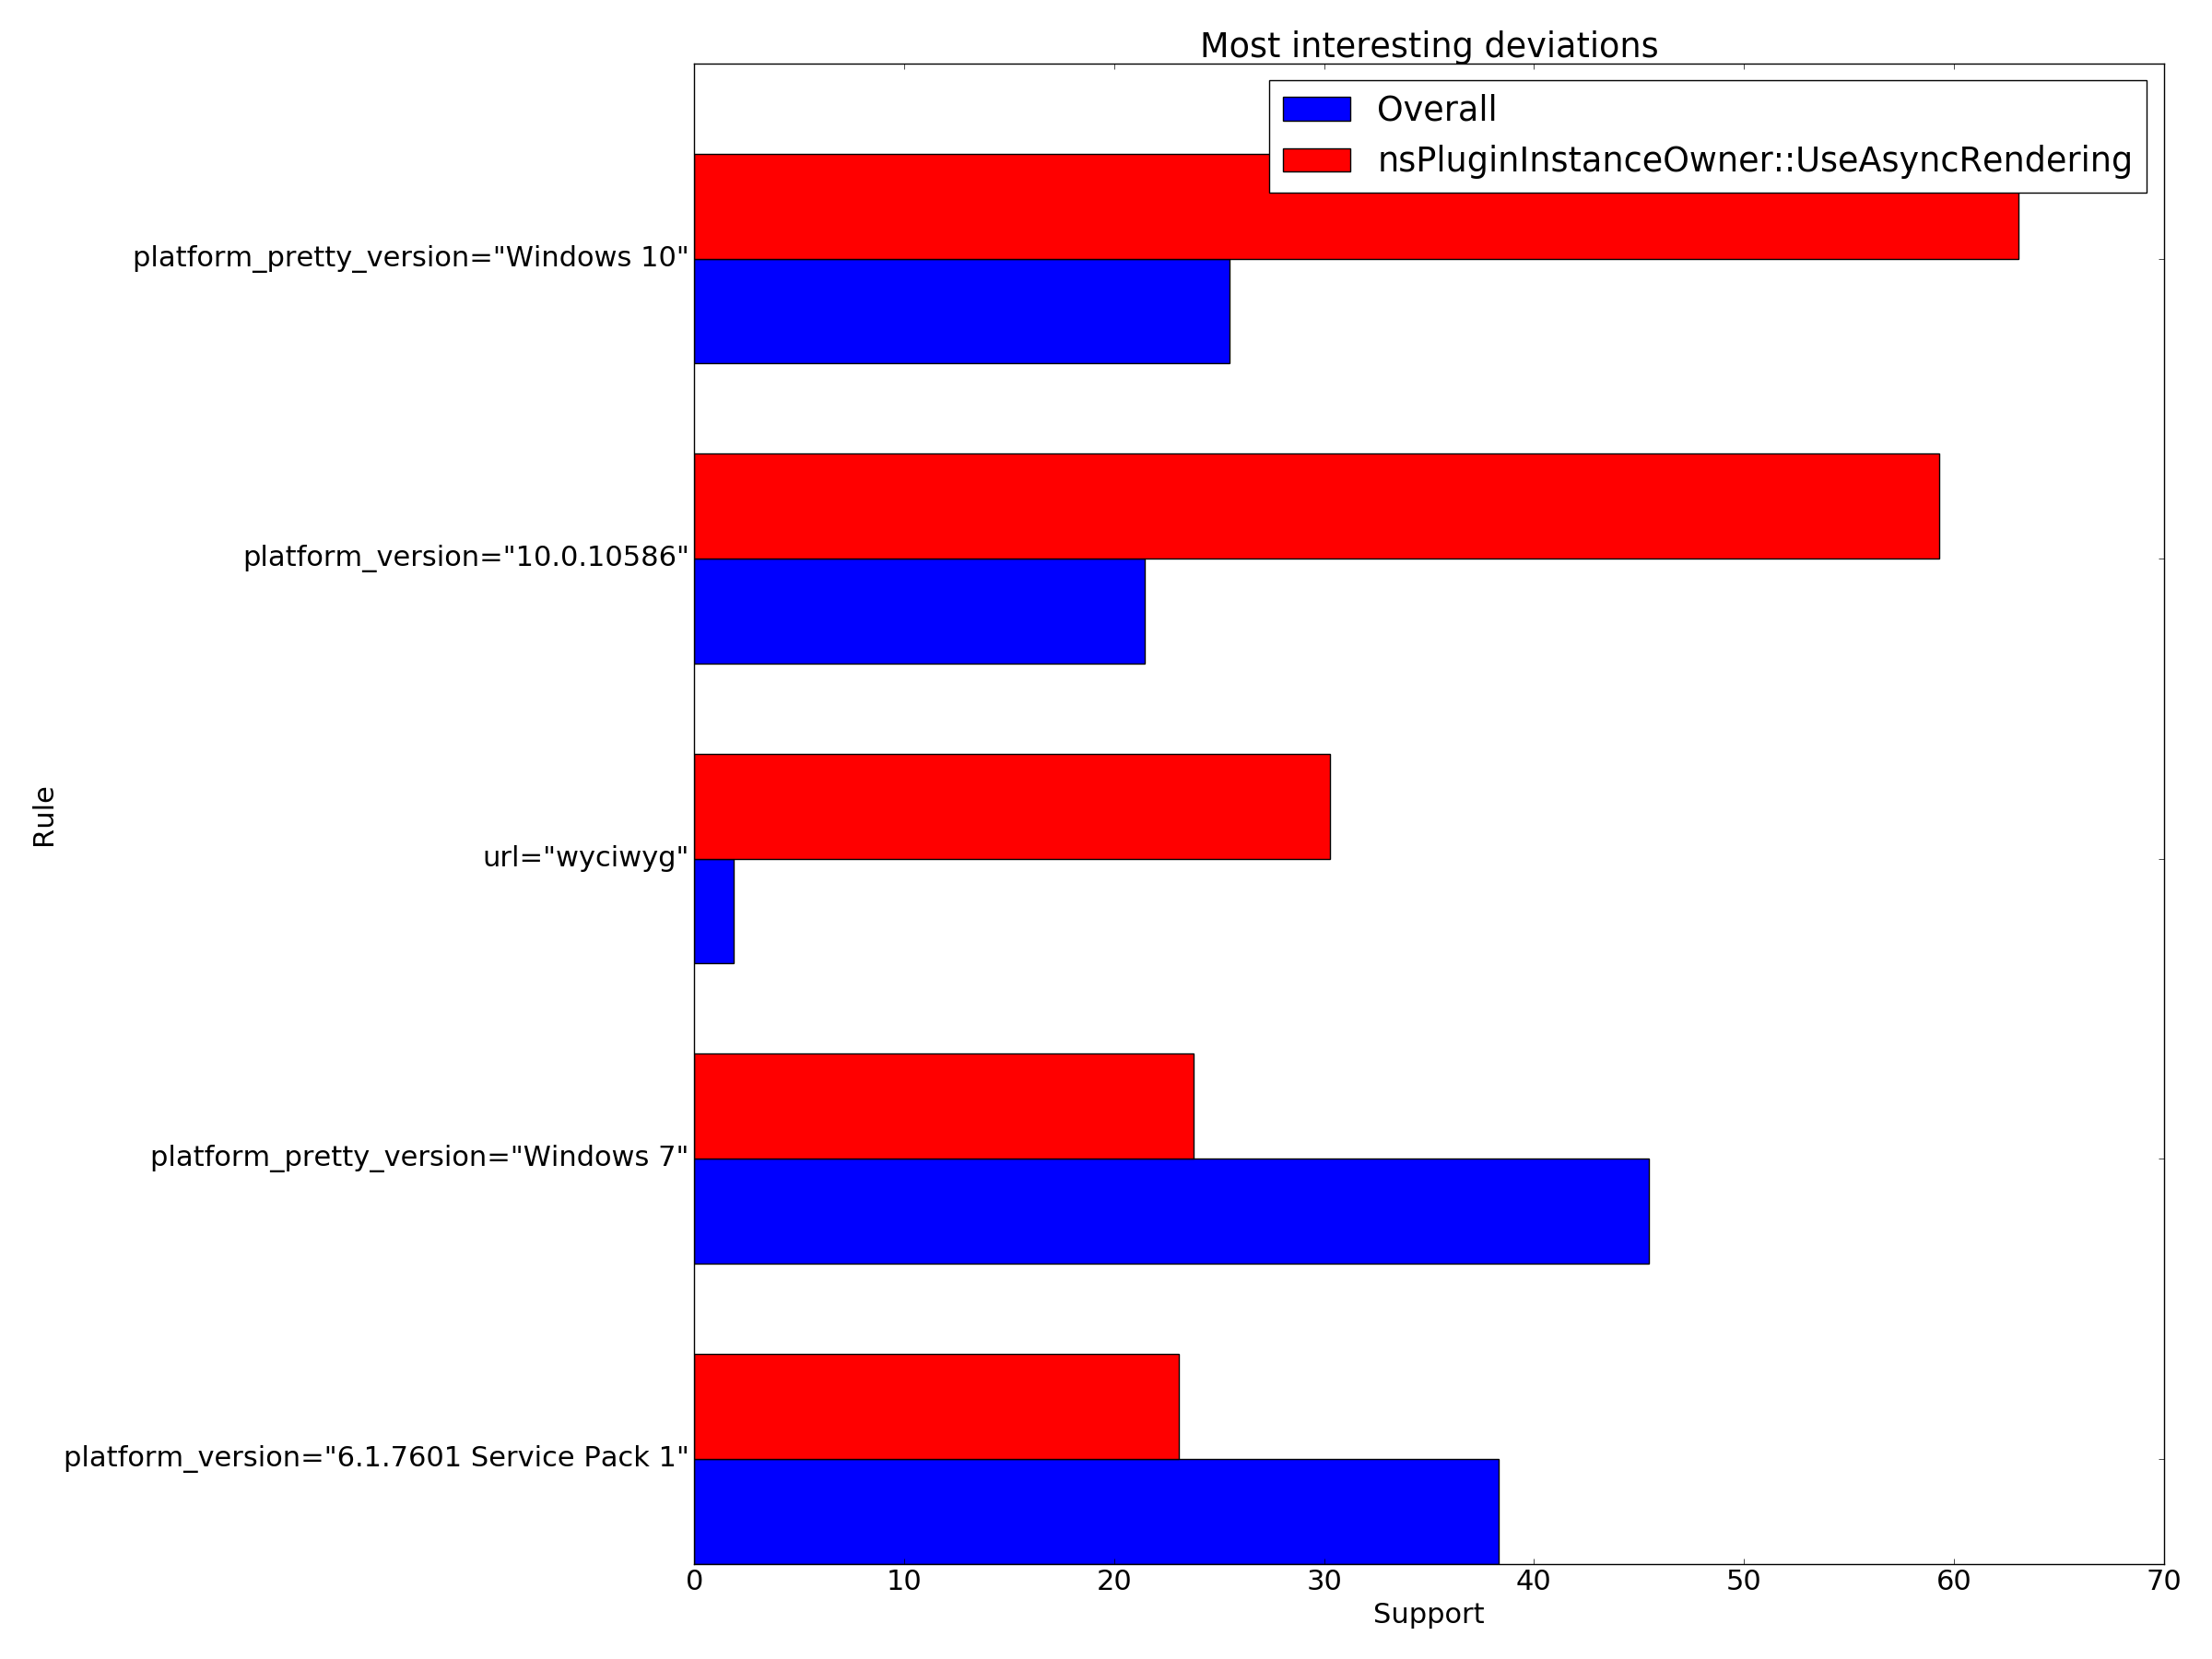 Most interesting deviations
Overall
nsPluginInstanceOwner::UseAsyncRendering
platform_pretty_version="Windows 10"
platform_version="10.0.10586"
url="wyciwyg"
platform_pretty_version="Windows 7"
platform_version="6.1.7601 Service Pack 1"
Rule
0 10 20 30 40 50 60 70
Support